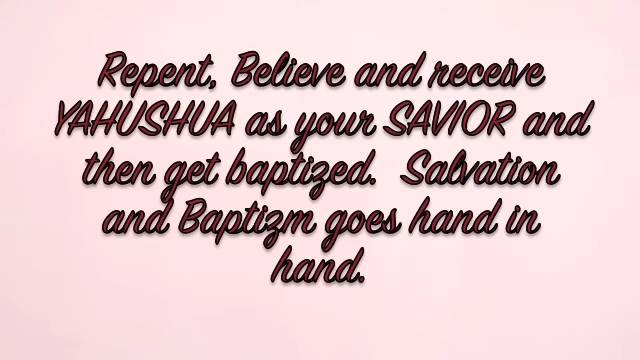 Repent, Believe and receive
YAHUSHUA as your SAVIOR and
then get baptized. Salvation
and Baptizm goes hand in
hand.